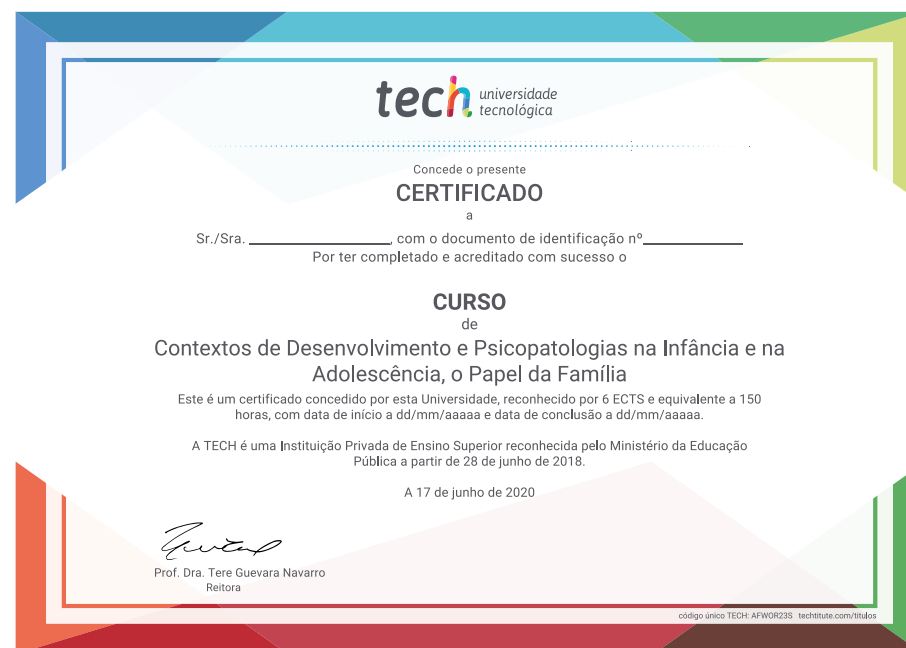 tech universidade
tecnológica
Concede o presente
CERTIFICADO
a
Sr./Sra. ________________, com o documento de identificação nº____________
Por ter completado e acreditado com sucesso o
CURSO
de
Contextos de Desenvolvimento e Psicopatologias na Infância e na
Adolescência, o Papel da Família
Este é um certificado concedido por esta Universidade, reconhecido por 6 ECTS e equivalente a 150
horas, com data de início a dd/mm/aaaaa e data de conclusão a dd/mm/aaaaa.
A TECH é uma Instituição Privada de Ensino Superior reconhecida pelo Ministério da Educação
Pública a partir de 28 de junho de 2018.
A 17 de junho de 2020
Prof. Dra. Tere Guevara Navarro
Reitora
código único TECH: AFWOR23S techtitute.com/titulos